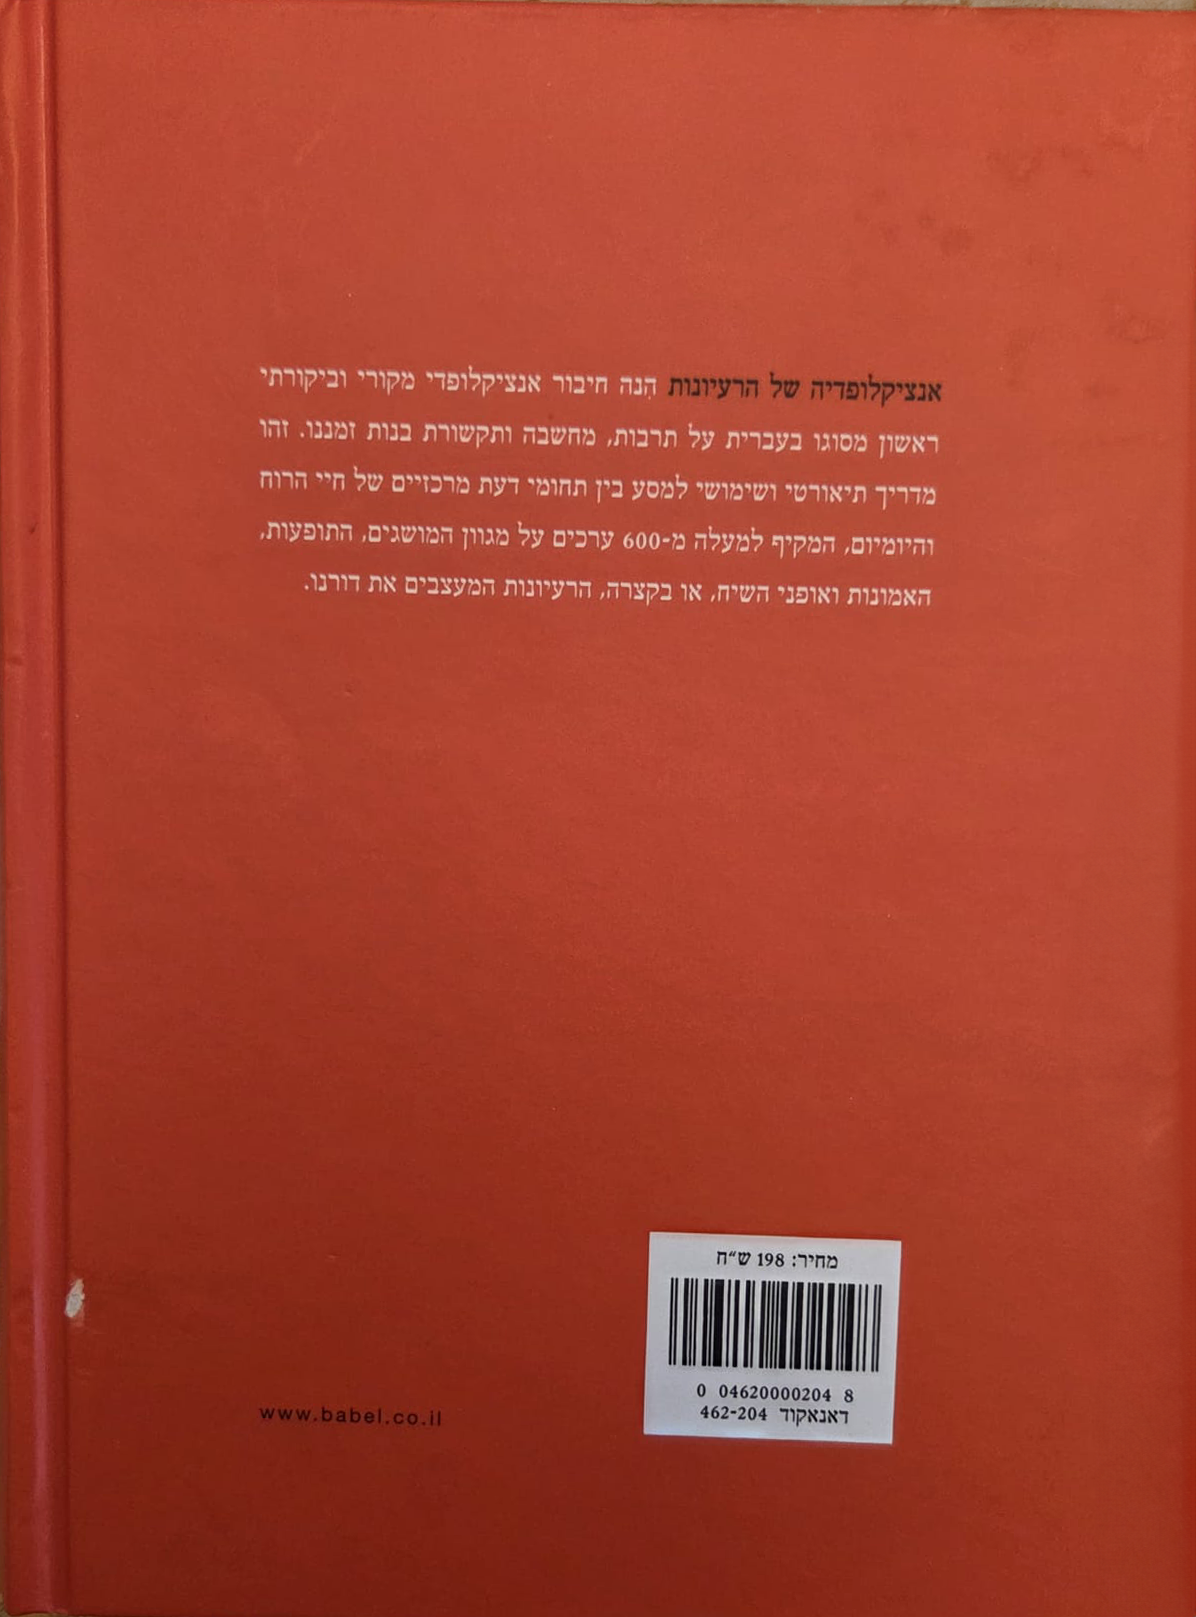 אנציקלופדיה של הרעיונות הִנה חיבור אנציקלופדי מקורי וביקורתי
ראשון מסוגו בעברית על תרבות, מחשבה ותקשורת בנות זמננו. זהו
מדריך תיאורטי ושימושי למסע בין תחומי דעת מרכזיים של חיי הרוח
והיומיום, המקיף למעלה מ-600 ערכים על מגוון המושגים, התופעות,
האמונות ואופני השיח, או בקצרה, הרעיונות המעצבים את דורנו.
מחיר: 198 ש״ח
0 04620000204 8
דאנאקוד 462-204
www.babel.co.il